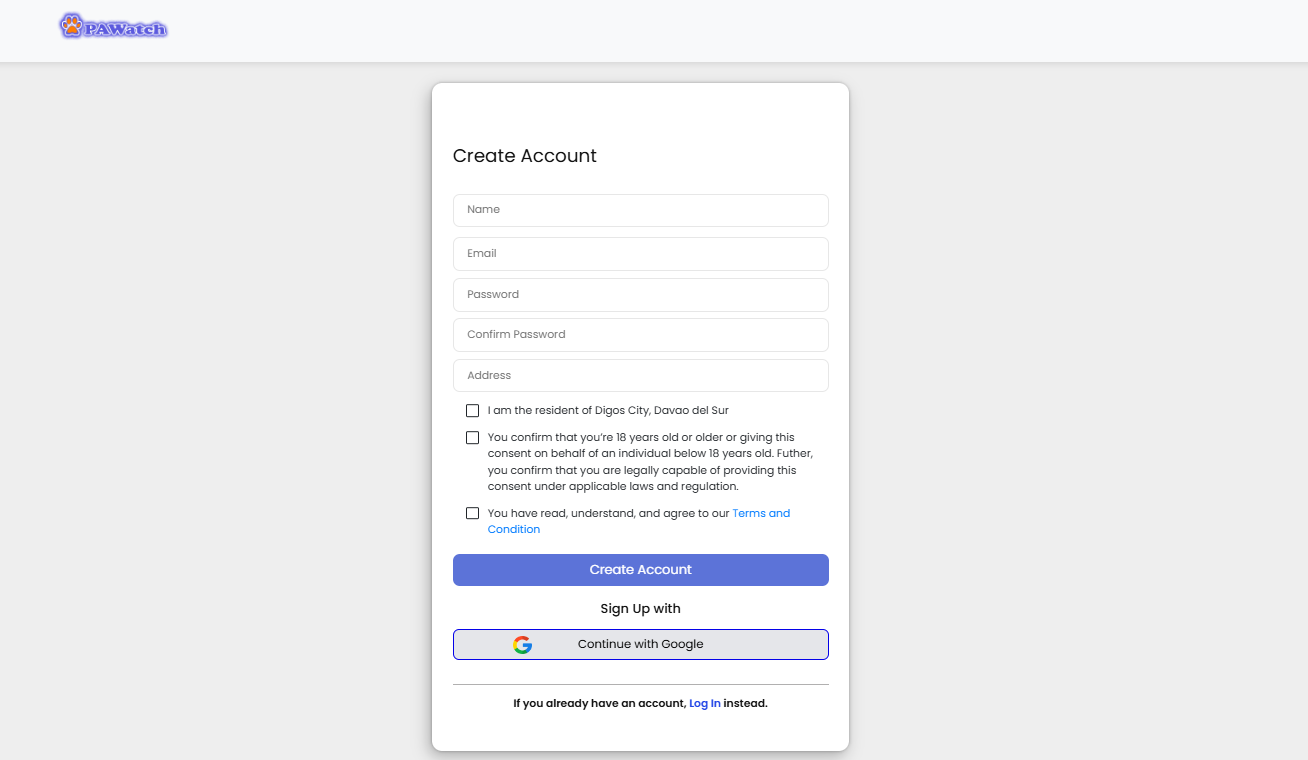 PAWatch
Create Account
Name
Email
Password
Confirm Password
Address
I am the resident of Digos City, Davao del Sur
You confirm that you're 18 years old or older or giving this
consent on behalf of an individual below 18 years old. Futher,
you confirm that you are legally capable of providing this
consent under applicable laws and regulation.
You have read, understand, and agree to our Terms and
Condition
Create Account
Sign Up with
Continue with Google
If you already have an account, Log In instead.